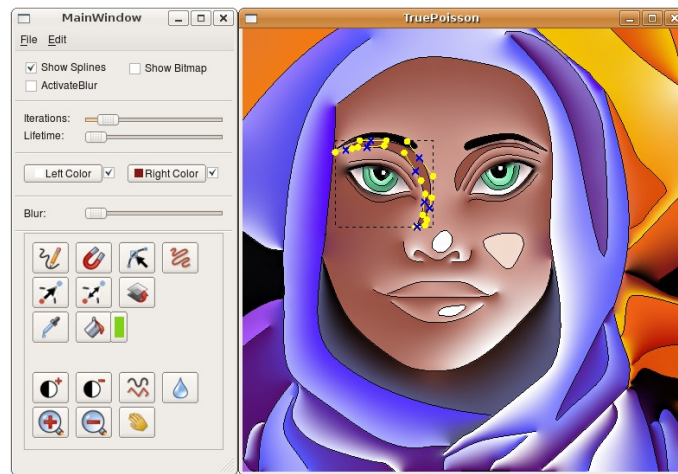 MainWindow
File Edit
Show Splines Show Bitmap
ActivateBlur
Iterations:
Lifetime:
Left Color Right Color
Blur:
TruePoisson